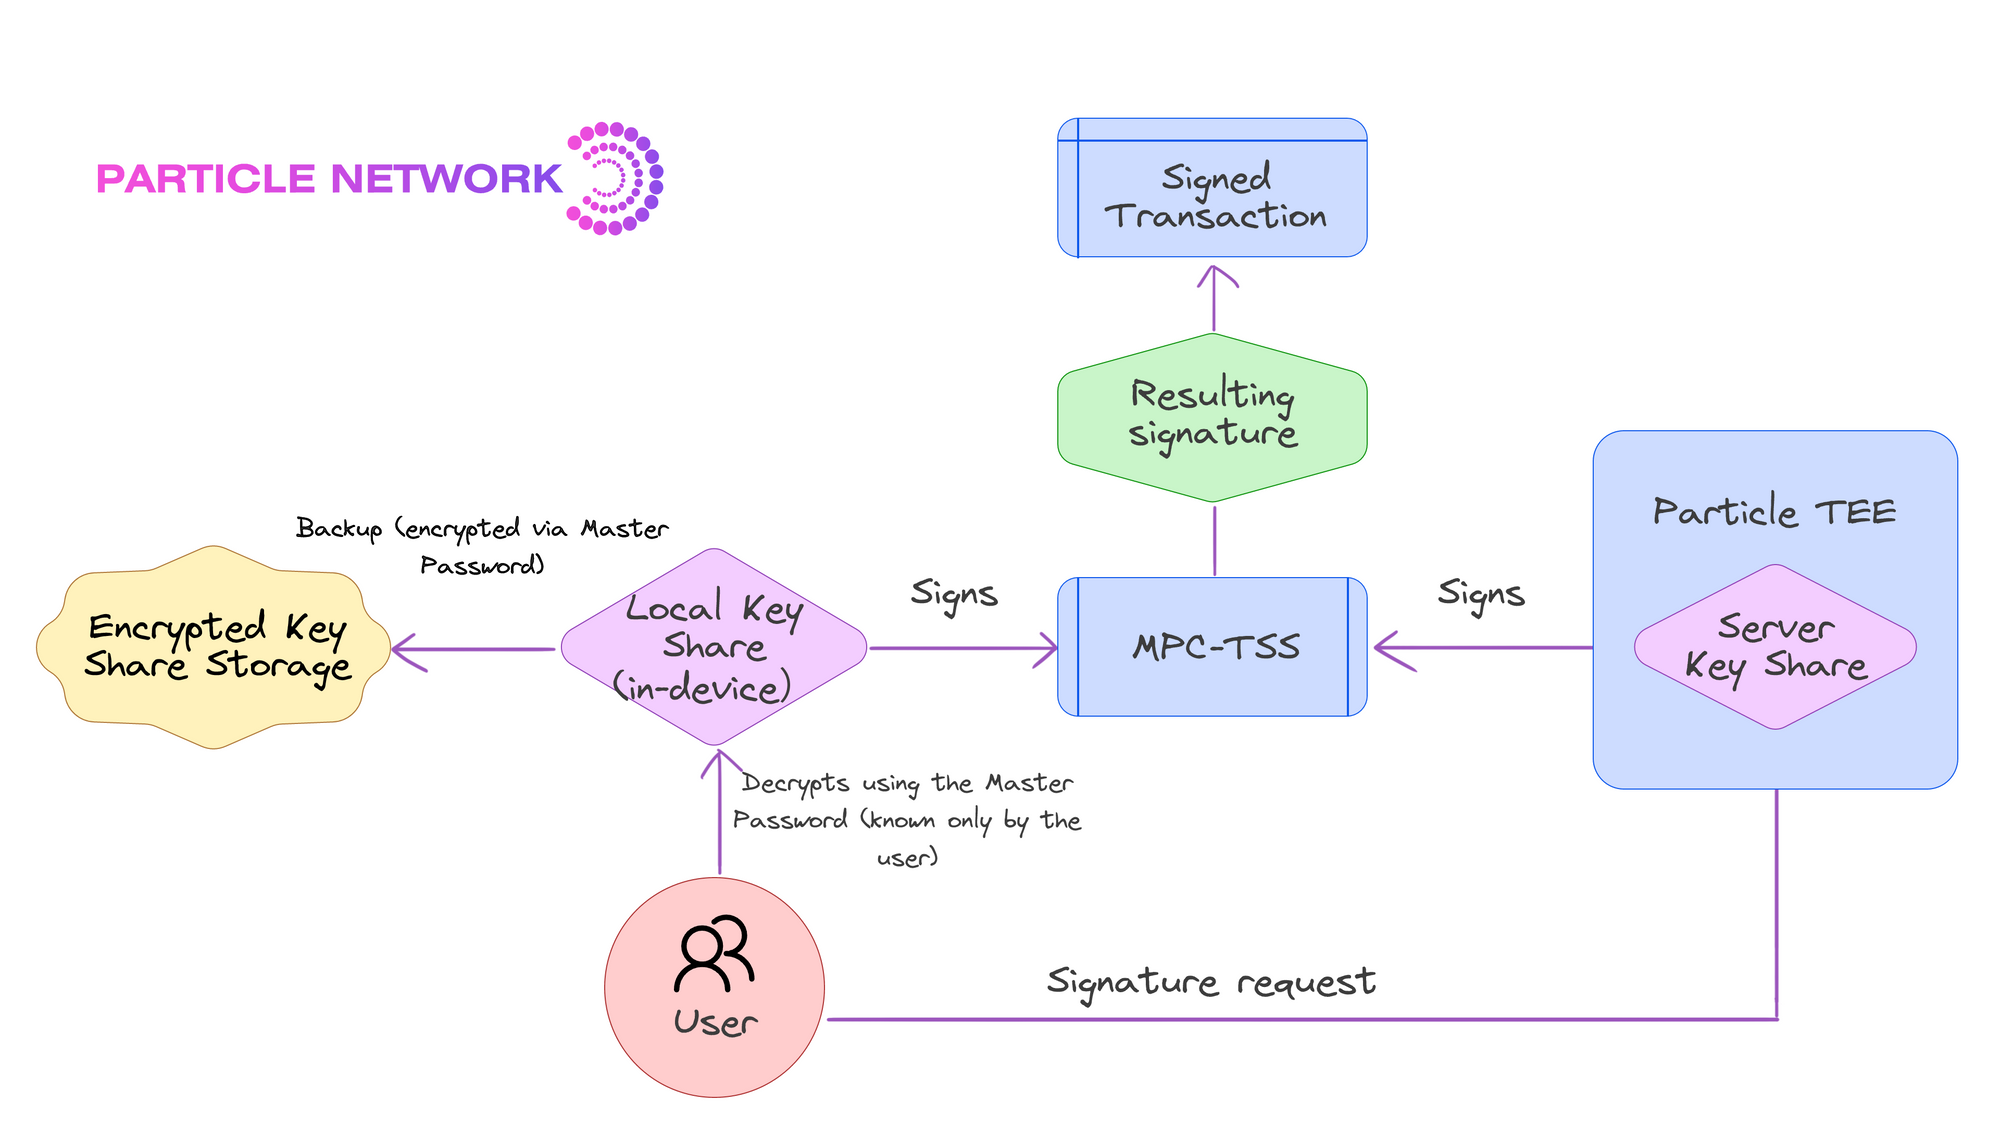 PARTICLE NETWORK
Signed
Transaction
Resulting
signature
Particle TEE
Backup (encrypted via Master
Password)
Encrypted Key
Share Storage
Local Key
Share
(in-device)
Signs
MPC-TSS
Signs
Server
Key Share
Decrypts using the Master
Password (known only by the
user)
Signature request
User